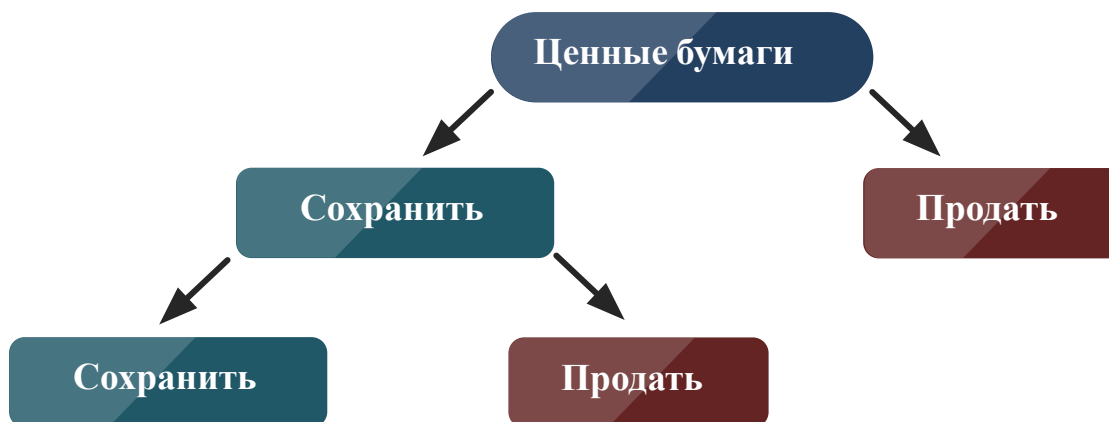 Ценные бумаги
Сохранить
Продать
Сохранить
Продать